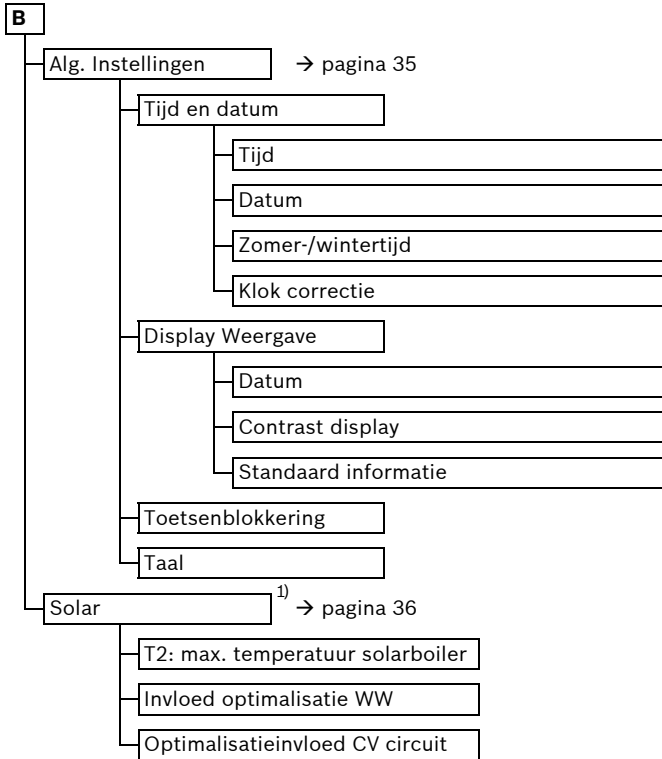 B
Alg. Instellingen → pagina 35
Tijd en datum
Tijd
Datum
Zomer-/wintertijd
Klok correctie
Display Weergave
Datum
Contrast display
Standaard informatie
Toetsenblokkering
Taal
Solar 1) → pagina 36
T2: max. temperatuur solarboiler
Invloed optimalisatie WW
Optimalisatieinvloed CV circuit